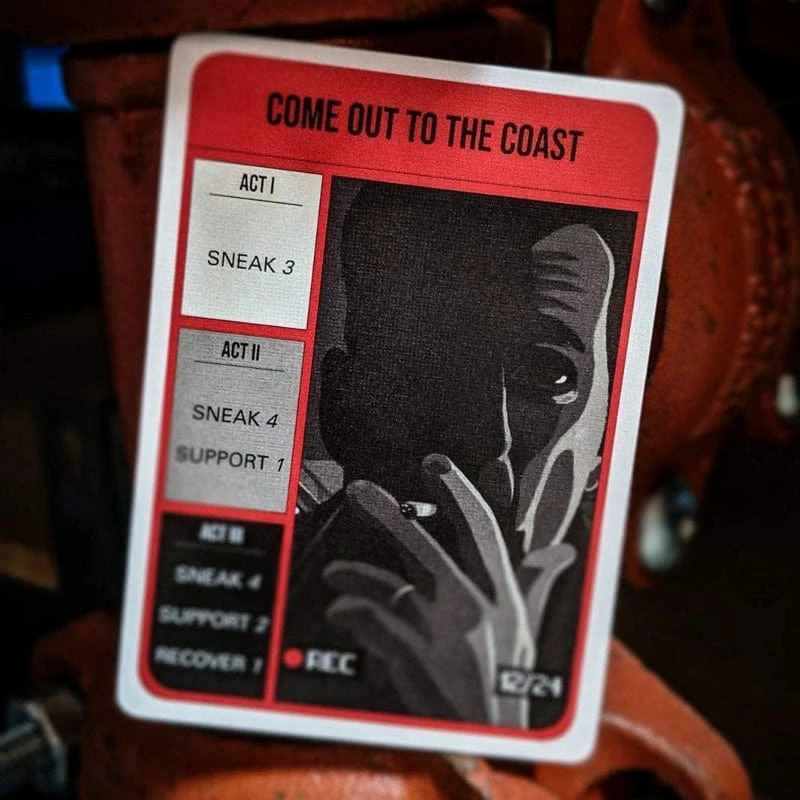 COME OUT TO THE COAST
ACT I
SNEAK 3
ACT II
SNEAK 4
SUPPORT 1
ACT III
SNEAK 4
SUPPORT 2
RECOVER 1
REC
12/24